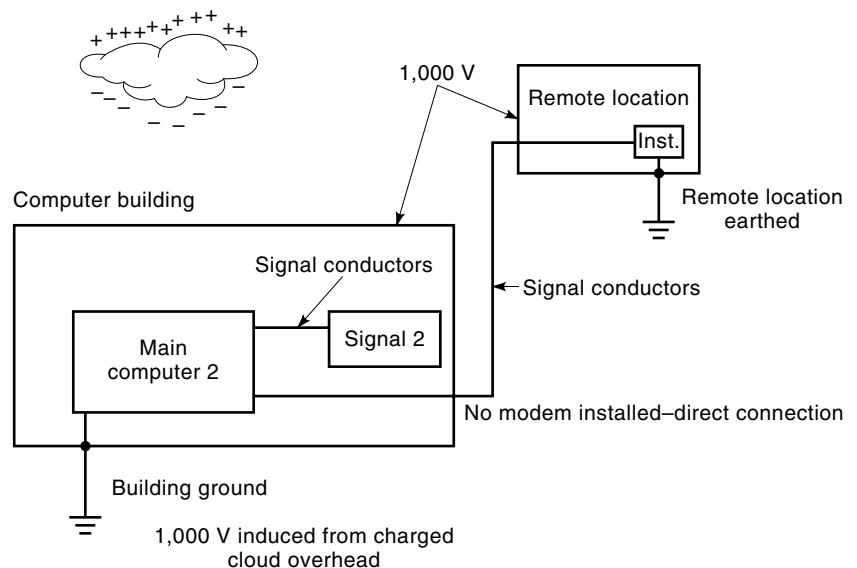 + + + + + + + + + + +
– – – – – – – –
1,000 V
Remote location
Inst.
Remote location
earthed
Computer building
Signal conductors
Signal conductors
Signal 2
Main
computer 2
No modem installed–direct connection
Building ground
1,000 V induced from charged
cloud overhead